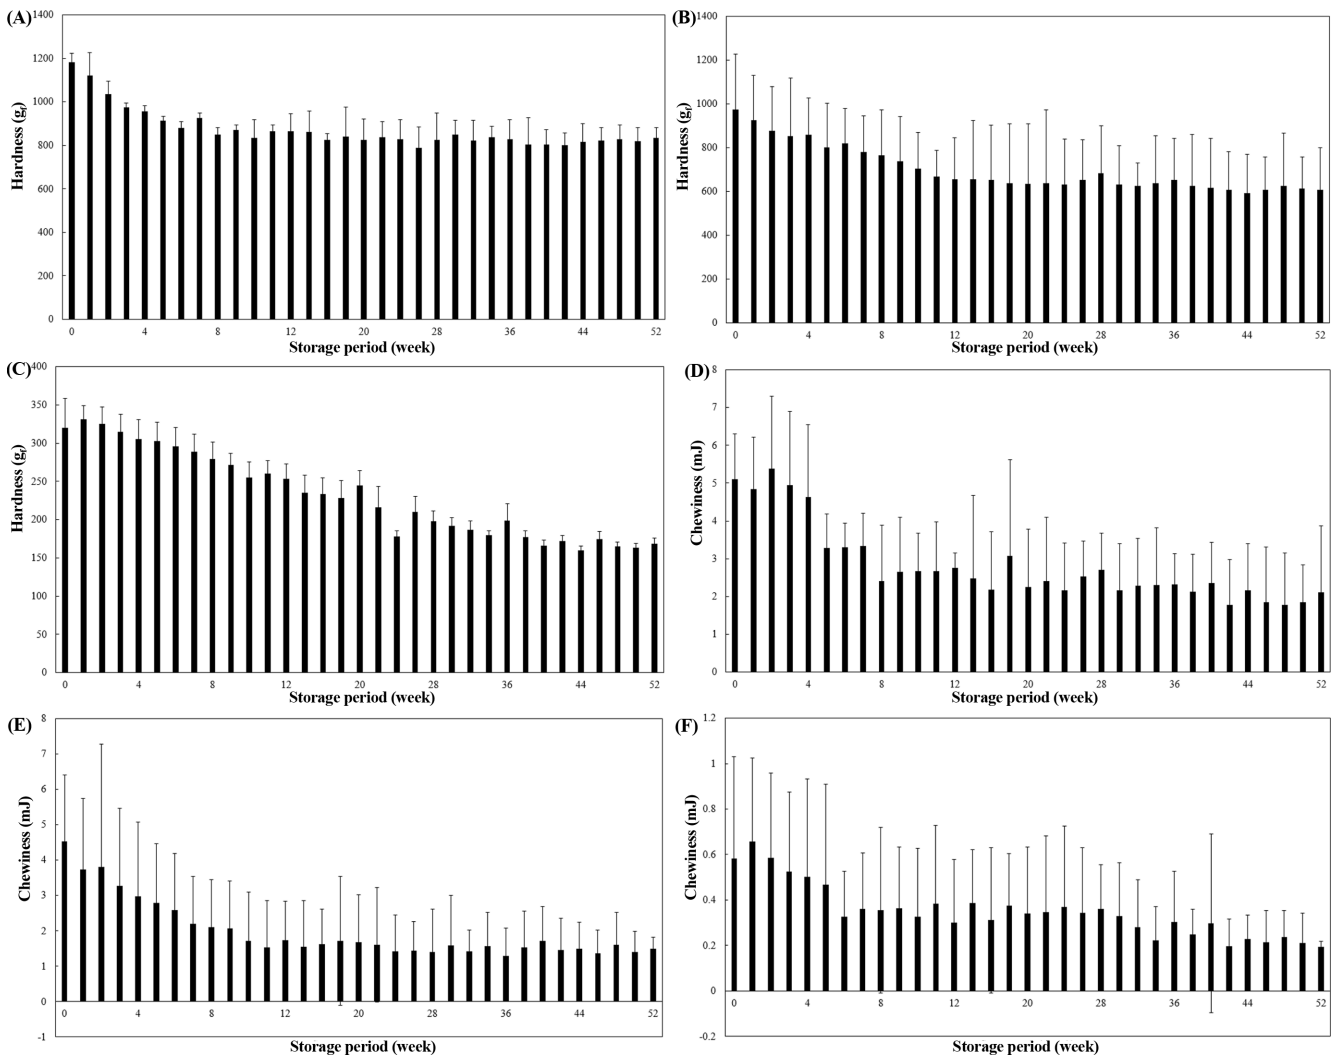 (A)
1400
1200
1000
800
600
400
200
0
Hardness (gf)
0 4 8 12 20 28 36 44 52
Storage period (week)
(B)
1400
1200
1000
800
600
400
200
0
Hardness (gf)
0 4 8 12 20 28 36 44 52
Storage period (week)
(C)
400
350
300
250
200
150
100
50
0
Hardness (gf)
0 4 8 12 20 28 36 44 52
Storage period (week)
(D)
8
7
6
5
4
3
2
1
0
Chewiness (mJ)
0 4 8 12 20 28 36 44 52
Storage period (week)
(E)
8
7
6
5
4
3
2
1
0
-1
Chewiness (mJ)
0 4 8 12 20 28 36 44 52
Storage period (week)
(F)
1.2
1
0.8
0.6
0.4
0.2
0
-0.2
Chewiness (mJ)
0 4 8 12 20 28 36 44 52
Storage period (week)